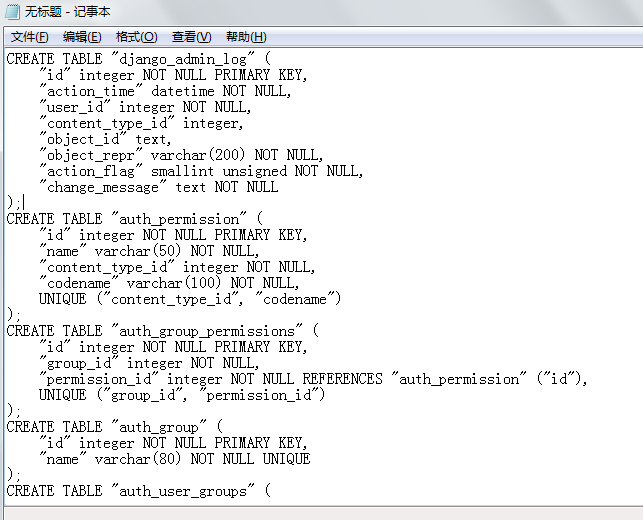 无标题 - 记事本
文件(F) 编辑(E) 格式(O) 查看(V) 帮助(H)
CREATE TABLE "django_admin_log" (
    "id" integer NOT NULL PRIMARY KEY,
    "action_time" datetime NOT NULL,
    "user_id" integer NOT NULL,
    "content_type_id" integer,
    "object_id" text,
    "object_repr" varchar(200) NOT NULL,
    "action_flag" smallint unsigned NOT NULL,
    "change_message" text NOT NULL
);
CREATE TABLE "auth_permission" (
    "id" integer NOT NULL PRIMARY KEY,
    "name" varchar(50) NOT NULL,
    "content_type_id" integer NOT NULL,
    "codename" varchar(100) NOT NULL,
    UNIQUE ("content_type_id", "codename")
);
CREATE TABLE "auth_group_permissions" (
    "id" integer NOT NULL PRIMARY KEY,
    "group_id" integer NOT NULL,
    "permission_id" integer NOT NULL REFERENCES "auth_permission" ("id"),
    UNIQUE ("group_id", "permission_id")
);
CREATE TABLE "auth_group" (
    "id" integer NOT NULL PRIMARY KEY,
    "name" varchar(80) NOT NULL UNIQUE
);
CREATE TABLE "auth_user_groups" (